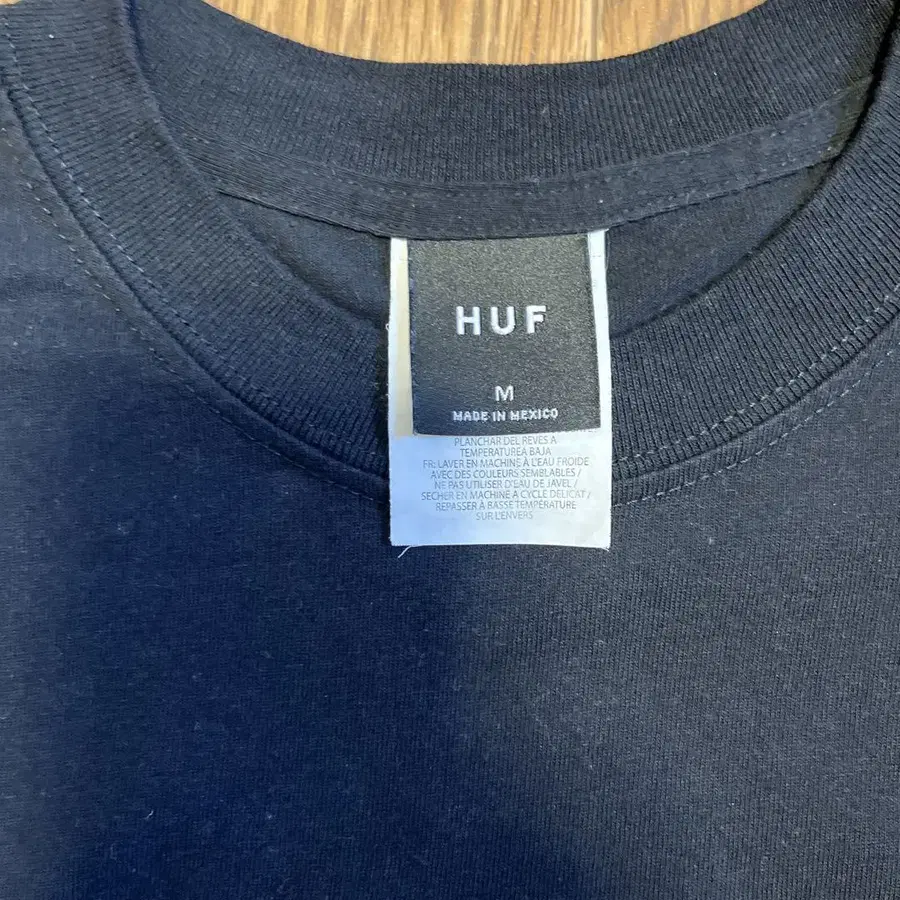 HUF
M
MADE IN MEXICO
PLANCHAR DEL REVES A
TEMPERATUREA BAJA
FR: LAVER EN MACHINE À L'EAU FROIDE
AVEC DES COULEURS SEMBLABLES /
NE PAS UTILISER D'EAU DE JAVEL /
SECHER EN MACHINE A CYCLE DELICAT /
REPASSER A BASSE TEMPERATURE
SUR L'ENVERS